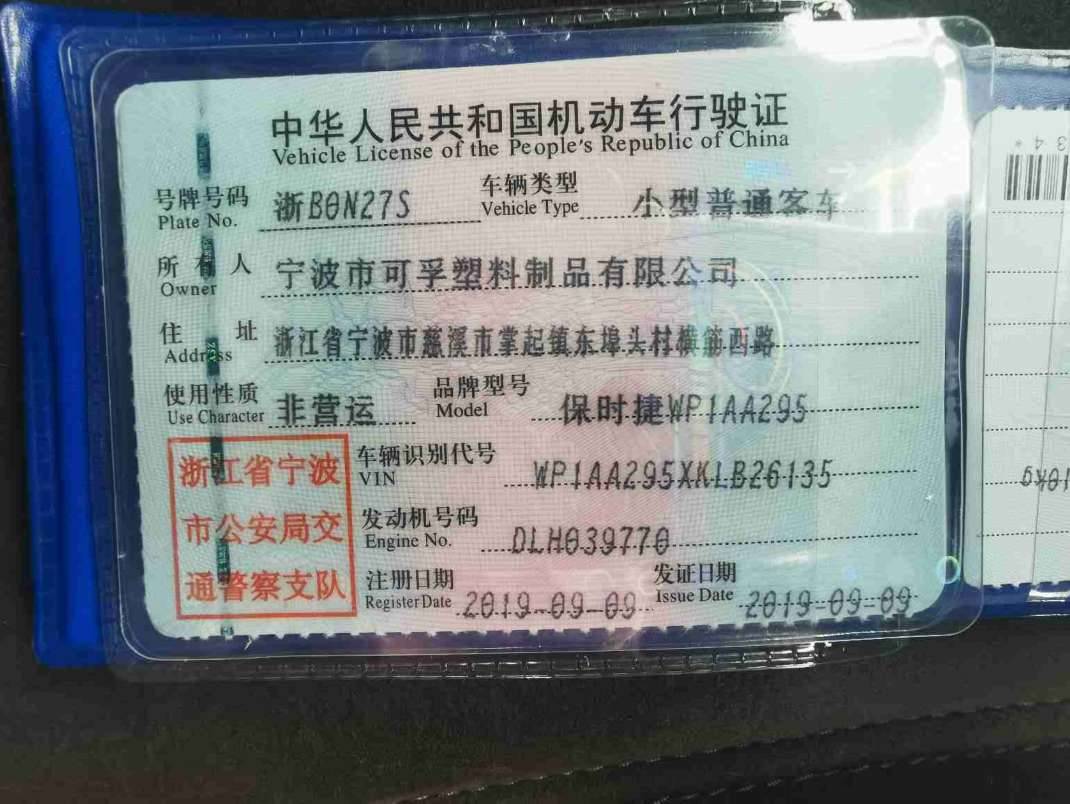 中华人民共和国机动车行驶证
Vehicle License of the People's Republic of China
号牌号码 浙B0N27S 车辆类型 小型普通客车
Plate No. Vehicle Type
所有人 宁波市可孚塑料制品有限公司
Owner
住址 浙江省宁波市慈溪市掌起镇东埠头村横筋西路
Address
使用性质 非营运 品牌型号 保时捷WP1AA295
Use Character Model
浙江省宁波
市公安局交
通警察支队
车辆识别代号 WP1AA295XKLB26135
VIN
发动机号码 DLH039770
Engine No.
注册日期 2019-09-09 发证日期 2019-09-09
Register Date Issue Date
34*